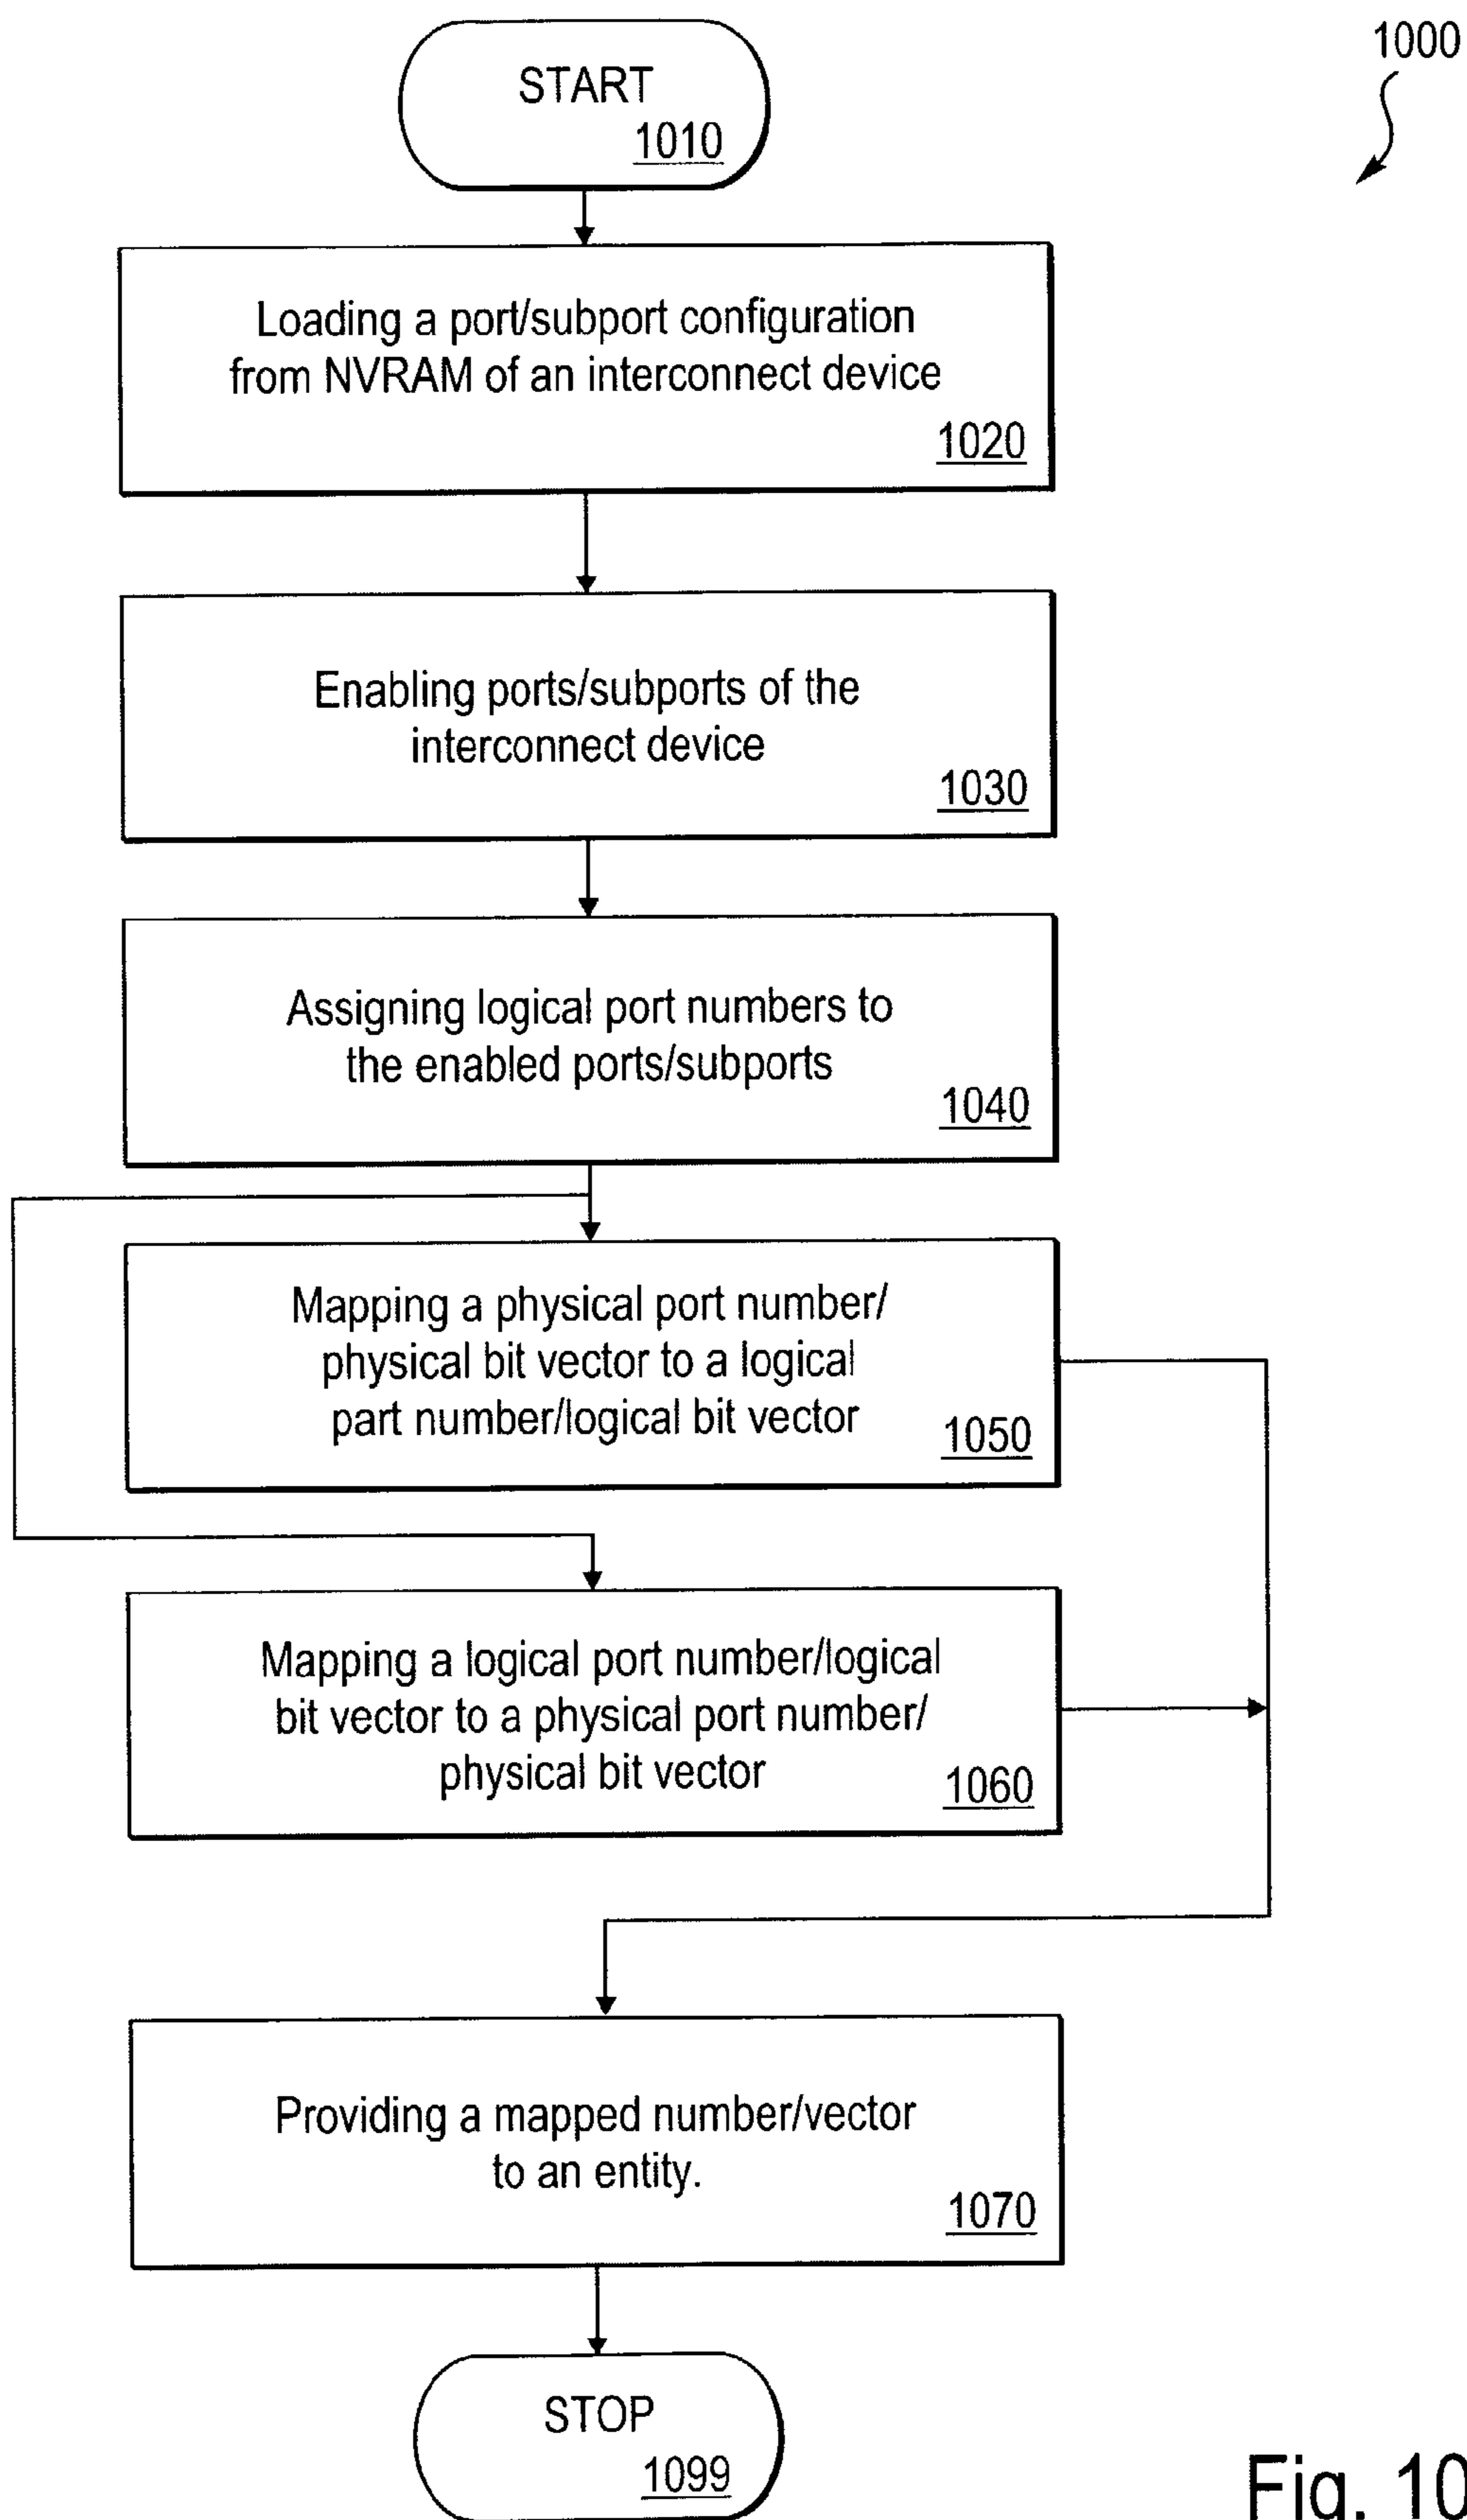 1000
START
1010
Loading a port/subport configuration
from NVRAM of an interconnect device
1020
Enabling ports/subports of the
interconnect device
1030
Assigning logical port numbers to
the enabled ports/subports
1040
Mapping a physical port number/
physical bit vector to a logical
part number/logical bit vector
1050
Mapping a logical port number/logical
bit vector to a physical port number/
physical bit vector
1060
Providing a mapped number/vector
to an entity.
1070
STOP
1099
Fig. 10